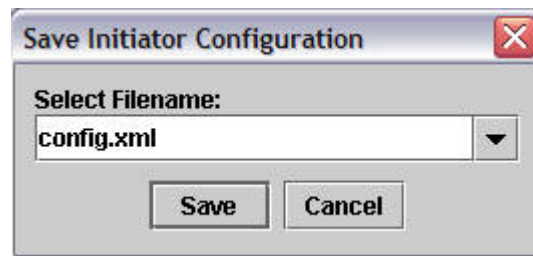 Save Initiator Configuration
Select Filename:
config.xml
Save Cancel